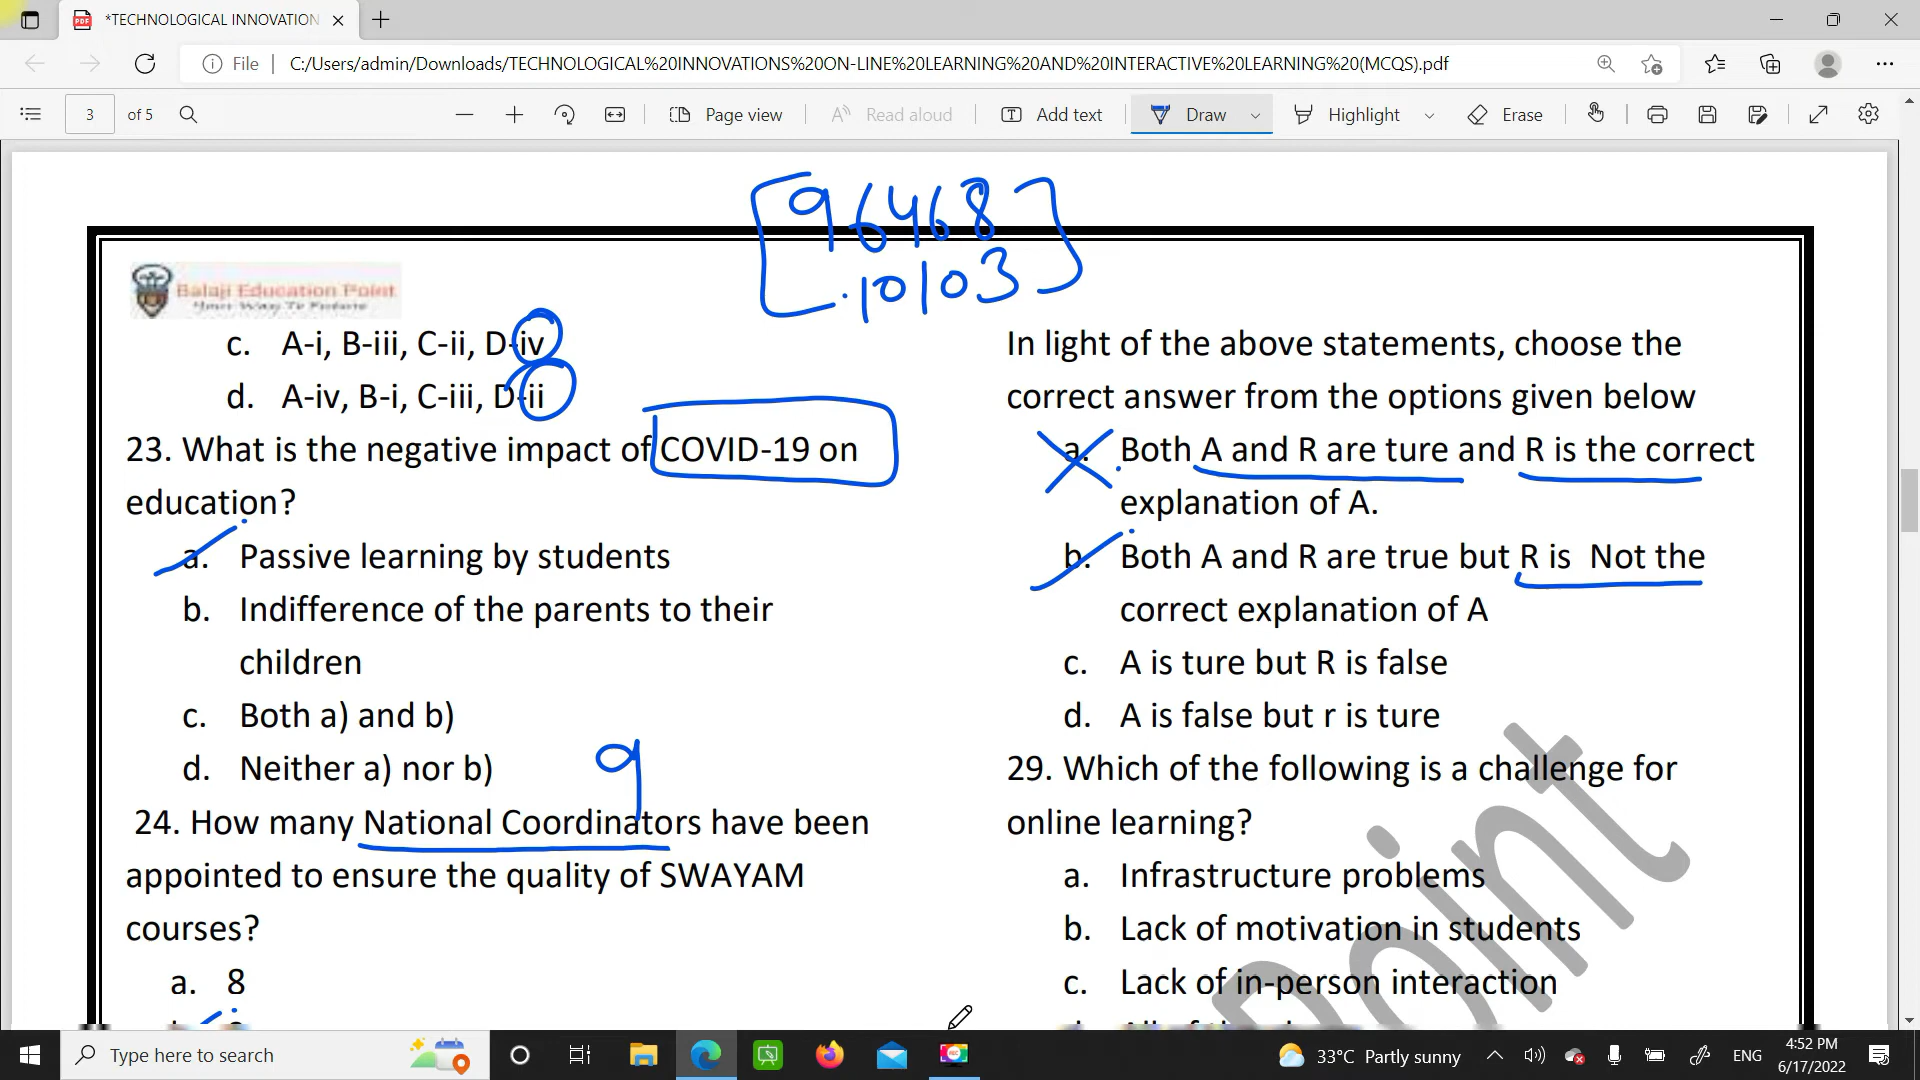 *TECHNOLOGICAL INNOVATION
File
C:/Users/admin/Downloads/TECHNOLOGICAL%20INNOVATIONS%20ON-LINE%20LEARNING%20AND%20INTERACTIVE%20LEARNING%20(MCQS).pdf
3 of 5
Page view
Read aloud
Add text
Draw
Highlight
Erase
96468
10103
Balaji Education Point
c. A-i, B-iii, C-ii, D-iv
d. A-iv, B-i, C-iii, D-ii
23. What is the negative impact of COVID-19 on
education?
a. Passive learning by students
b. Indifference of the parents to their
children
c. Both a) and b)
d. Neither a) nor b)
9
24. How many National Coordinators have been
appointed to ensure the quality of SWAYAM
courses?
a. 8
In light of the above statements, choose the
correct answer from the options given below
a. Both A and R are ture and R is the correct
explanation of A.
b. Both A and R are true but R is Not the
correct explanation of A
c. A is ture but R is false
d. A is false but r is ture
29. Which of the following is a challenge for
online learning?
a. Infrastructure problems
b. Lack of motivation in students
c. Lack of in-person interaction
Point
Type here to search
33°C Partly sunny
ENG
4:52 PM
6/17/2022